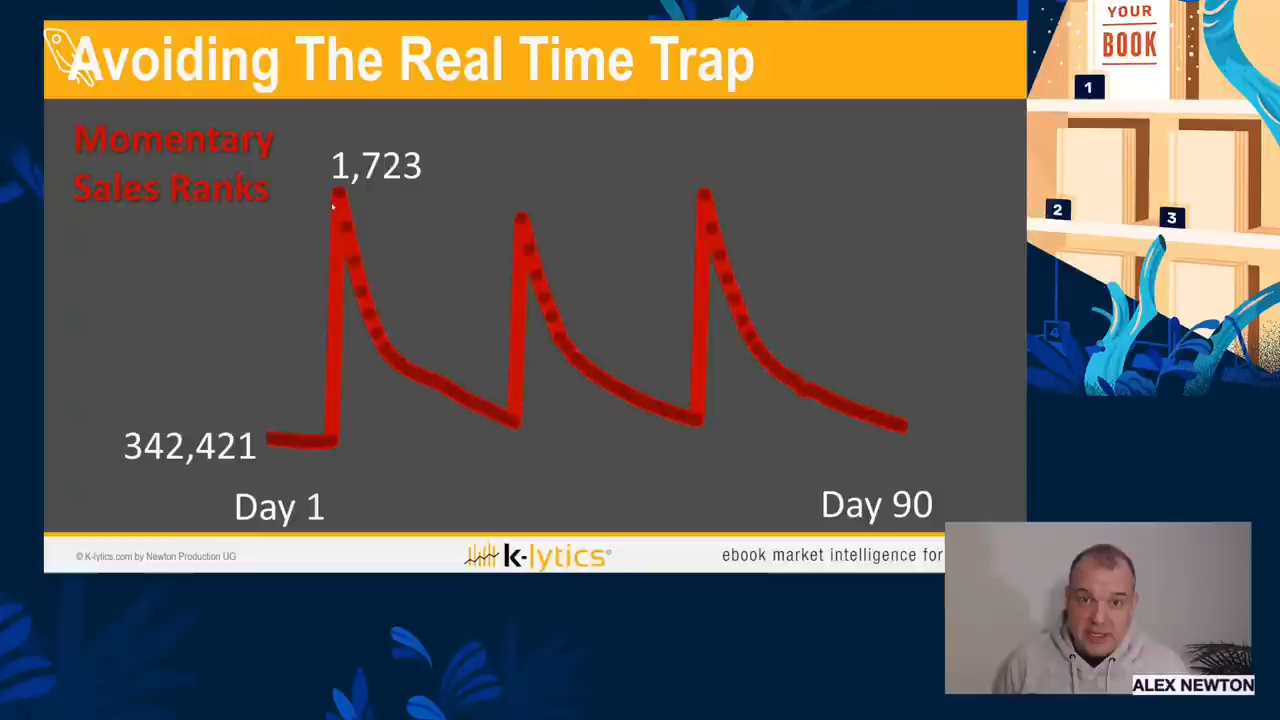 Avoiding The Real Time Trap
Momentary
Sales Ranks
1,723
342,421
Day 1
Day 90
© K-lytics.com by Newton Production UG
k-lytics®
ebook market intelligence for
YOUR
BOOK
1
2
3
4
ALEX NEWTON